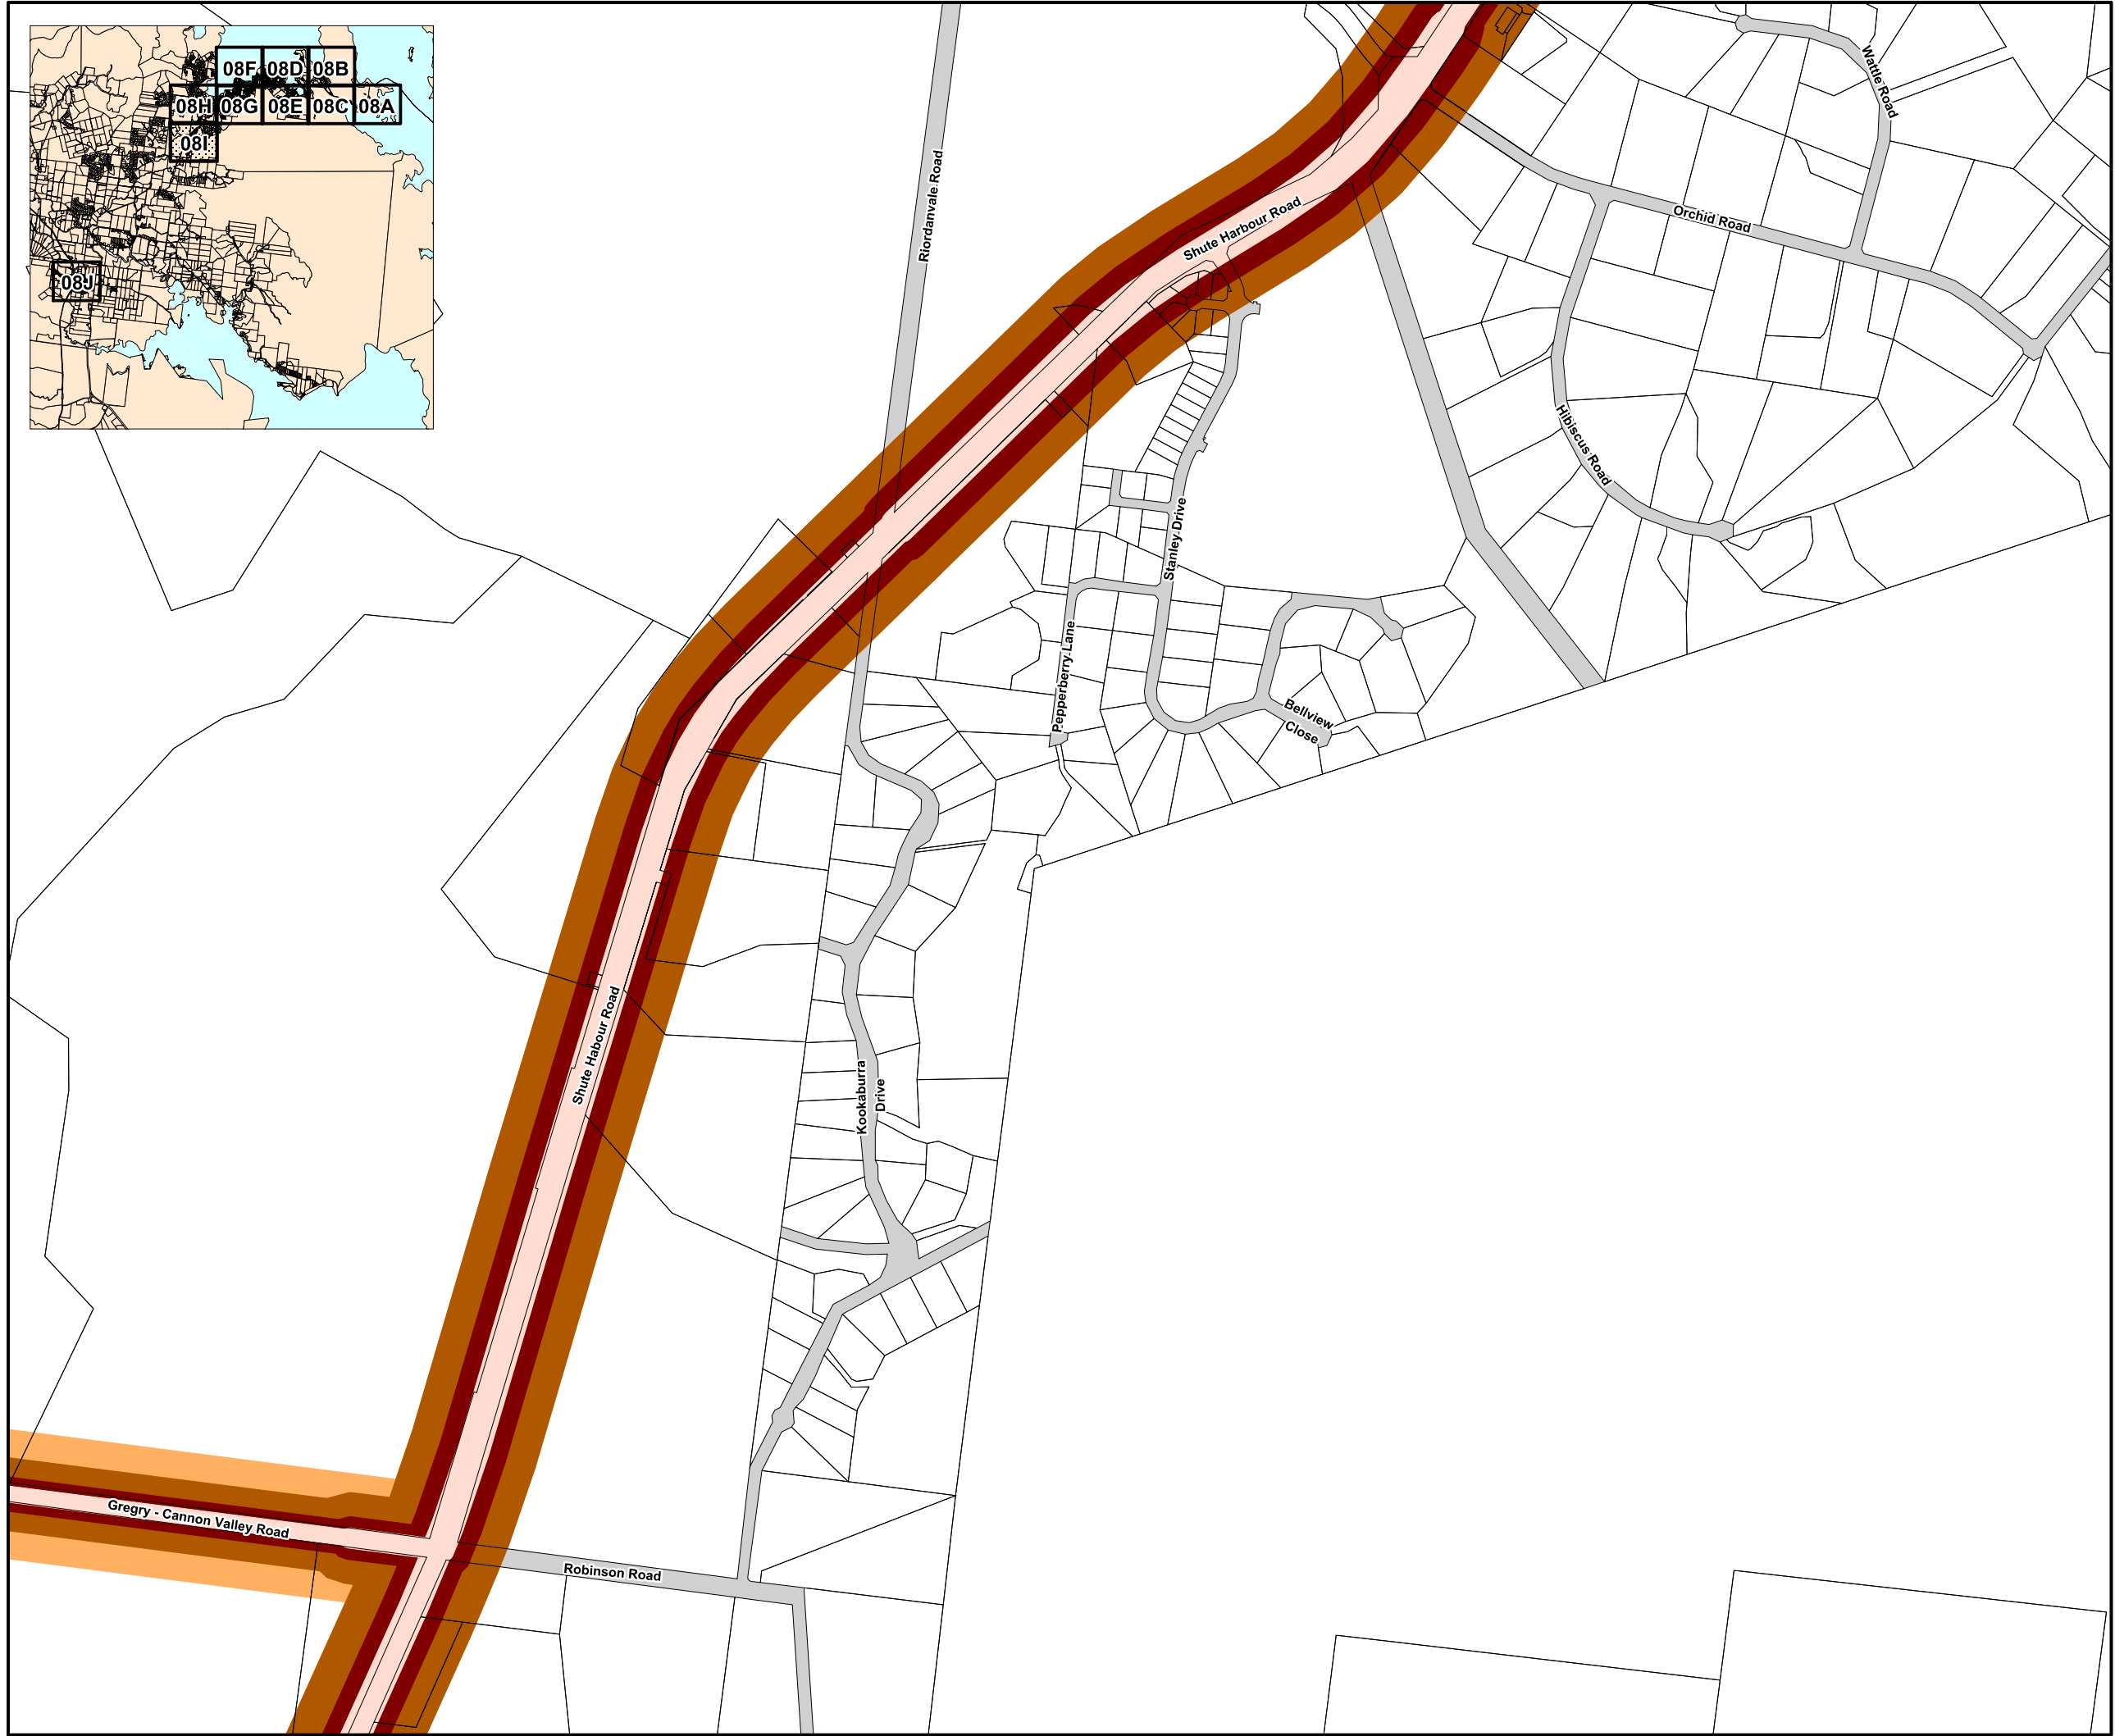 08F 08D 08B
08H 08G 08E 08C 08A
08I
08J
Wattle Road
Riordanvale Road
Orchid Road
Shute Harbour Road
Hibiscus Road
Stanley Drive
Pepperberry Lane
Bellview
Close
Shute Habour Road
Kookaburra
Drive
Gregry - Cannon Valley Road
Robinson Road